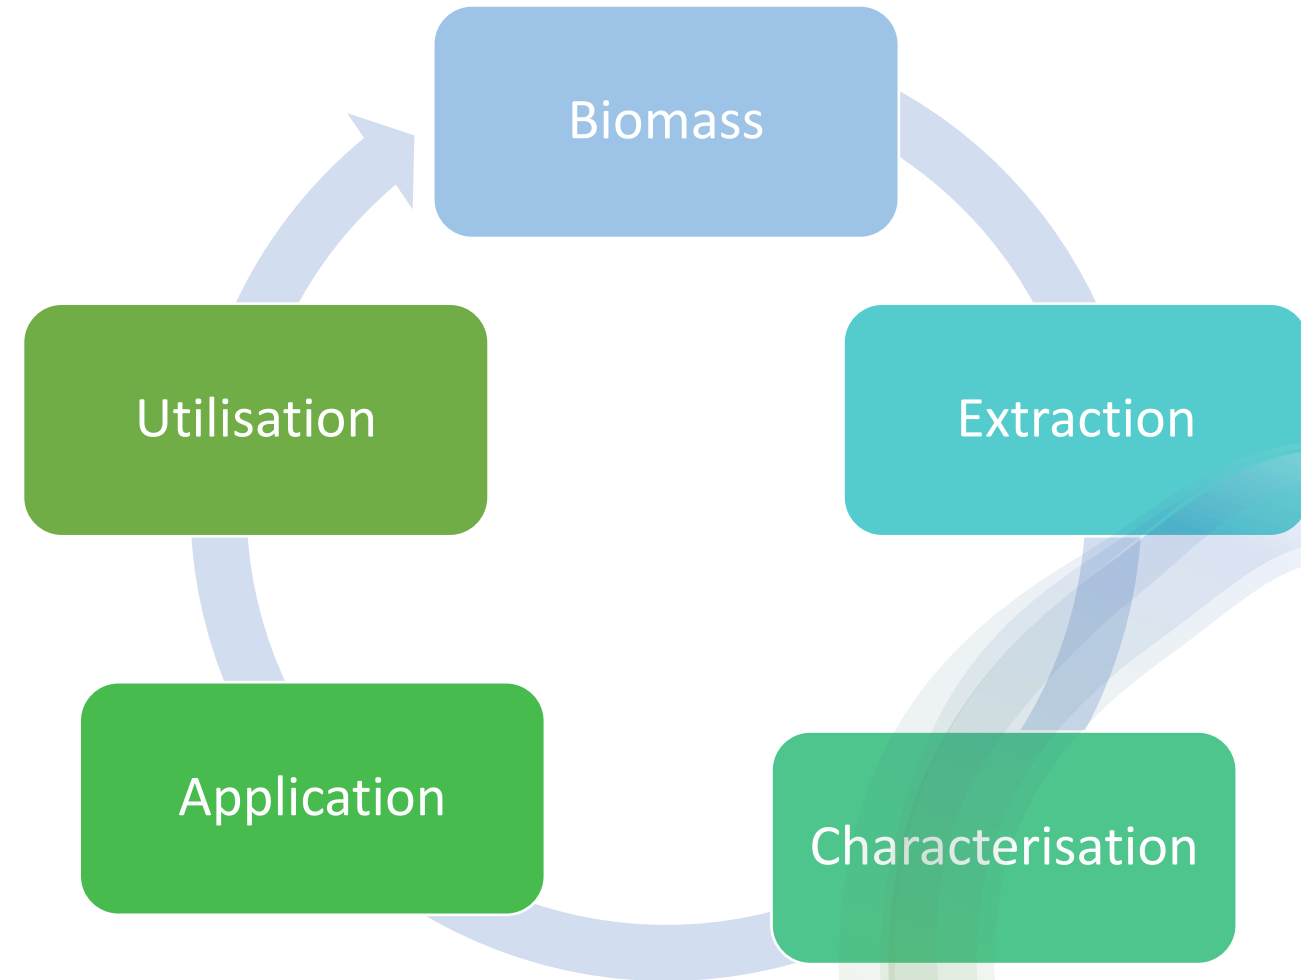 Biomass
Extraction
Characterisation
Application
Utilisation